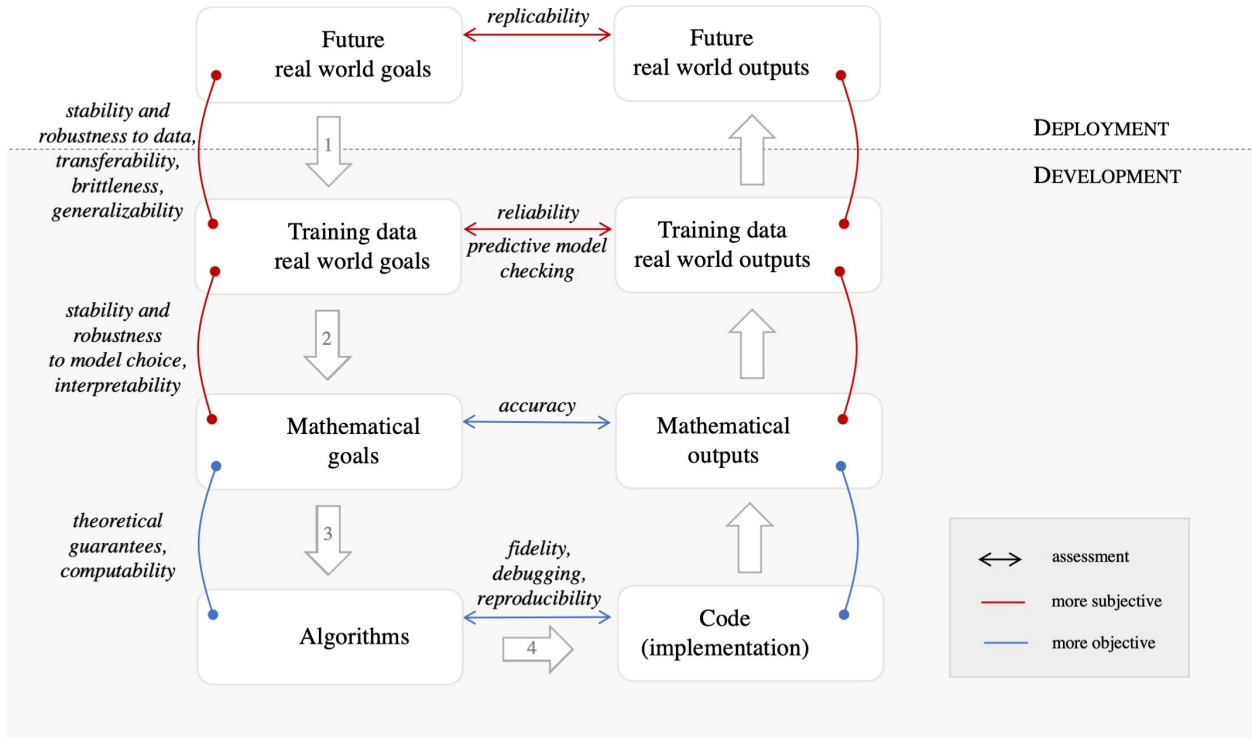 replicability
Future
real world goals
Future
real world outputs
stability and
robustness to data,
transferability,
brittleness,
generalizability
1
DEPLOYMENT
DEVELOPMENT
Training data
real world goals
reliability
predictive model
checking
Training data
real world outputs
stability and
robustness
to model choice,
interpretability
2
Mathematical
goals
accuracy
Mathematical
outputs
theoretical
guarantees,
computability
3
fidelity,
debugging,
reproducibility
Algorithms
4
Code
(implementation)
assessment
more subjective
more objective